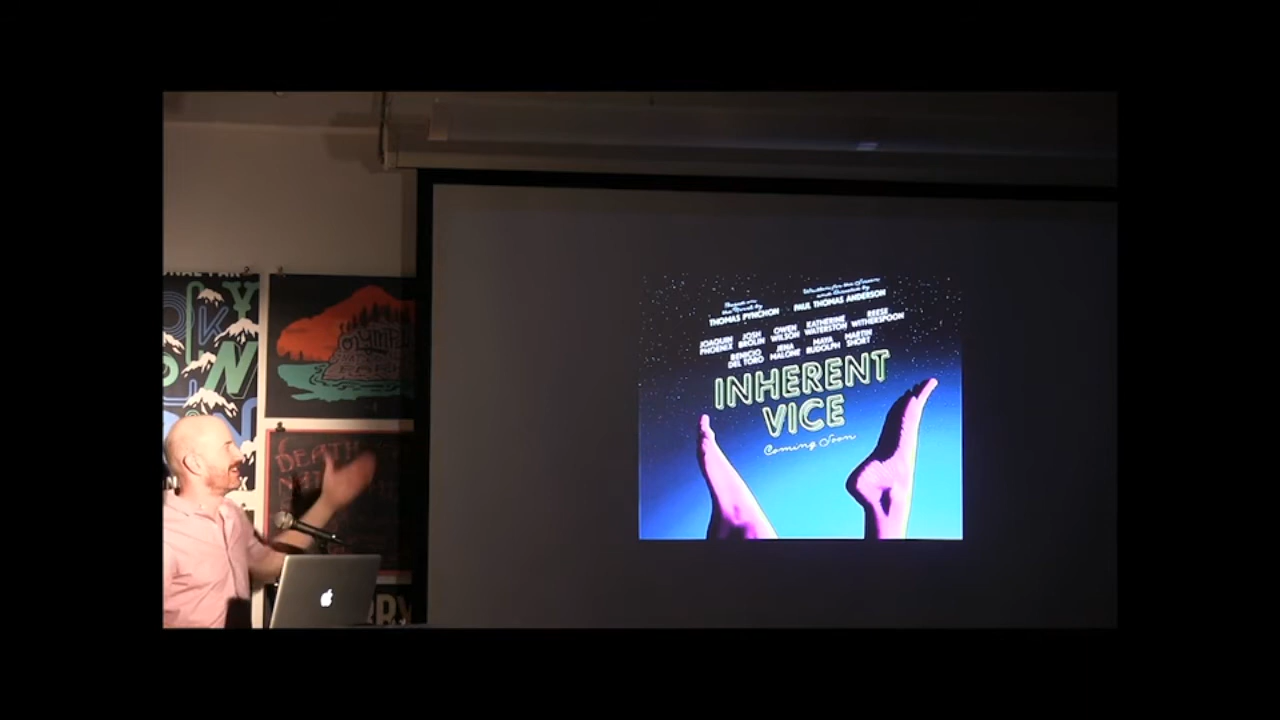 Based on
the Novel by
THOMAS PYNCHON
Written for the Screen
and Directed by
PAUL THOMAS ANDERSON
JOAQUIN PHOENIX
JOSH BROLIN
OWEN WILSON
KATHERINE WATERSTON
REESE WITHERSPOON
BENICIO DEL TORO
JENA MALONE
MAYA RUDOLPH
MARTIN SHORT
INHERENT
VICE
Coming Soon
DEATH